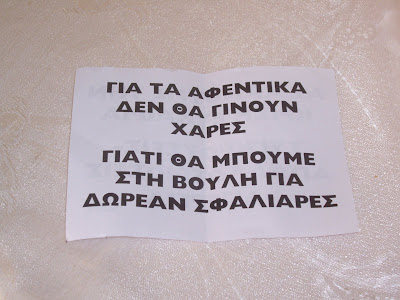 ΓΙΑ ΤΑ ΑΦΕΝΤΙΚΑ
ΔΕΝ ΘΑ ΓΙΝΟΥΝ
ΧΑΡΕΣ
ΓΙΑΤΙ ΘΑ ΜΠΟΥΜΕ
ΣΤΗ ΒΟΥΛΗ ΓΙΑ
ΔΩΡΕΑΝ ΣΦΑΛΙΑΡΕΣ